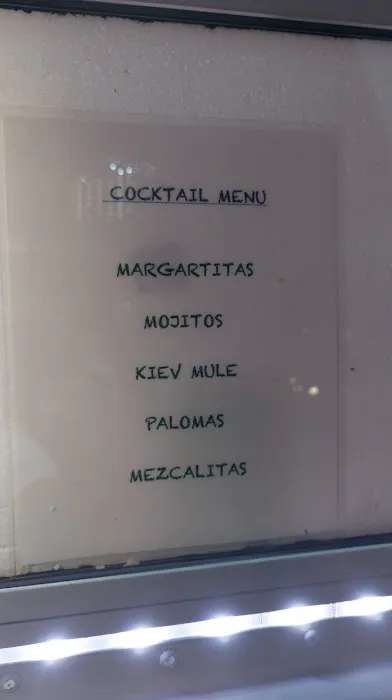 COCKTAIL MENU
MARGARTITAS
MOJITOS
KIEV MULE
PALOMAS
MEZCALITAS